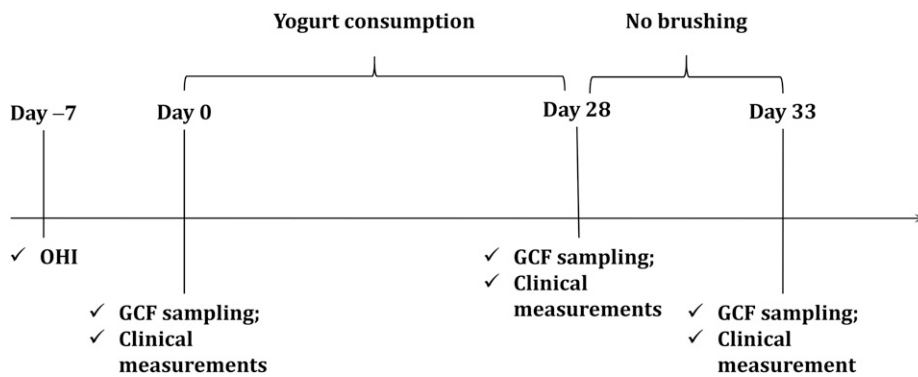 Yogurt consumption
No brushing
Day −7
Day 0
Day 28
Day 33
✓ OHI
✓ GCF sampling;
✓ Clinical
measurements
✓ GCF sampling;
✓ Clinical
measurements
✓ GCF sampling;
✓ Clinical
measurement